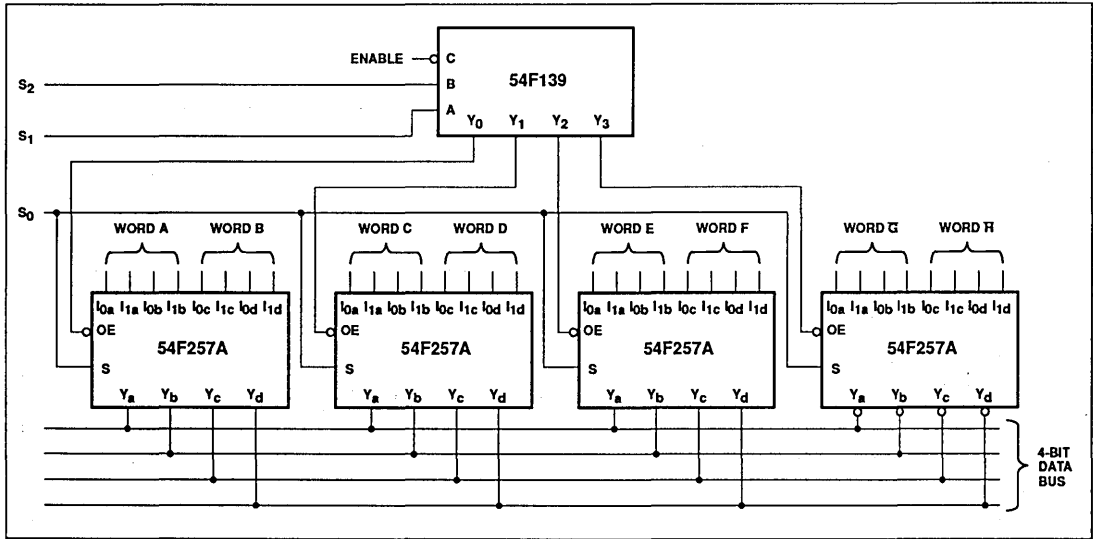 ENABLE C
S2 B 54F139
S1 A
Y0 Y1 Y2 Y3
S0
WORD A WORD B WORD C WORD D WORD E WORD F WORD G̅ WORD H̅
I0a I1a I0b I1b I0c I1c I0d I1d I0a I1a I0b I1b I0c I1c I0d I1d I0a I1a I0b I1b I0c I1c I0d I1d I0a I1a I0b I1b I0c I1c I0d I1d
OE OE OE OE
54F257A 54F257A 54F257A 54F257A
S S S S
Ya Yb Yc Yd Ya Yb Yc Yd Ya Yb Yc Yd Ya Yb Yc Yd
4-BIT
DATA
BUS